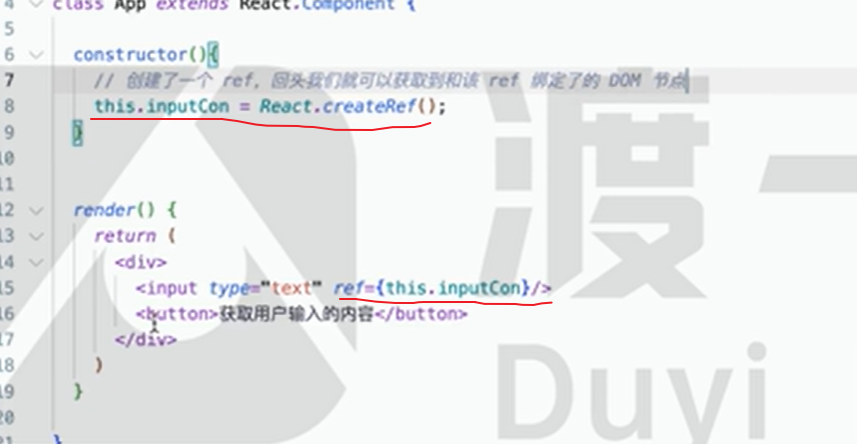 4 class App extends React.Component {
5
6 constructor(){
7 // 创建了一个 ref, 回头我们就可以获取到和该 ref 绑定了的 DOM 节点
8 this.inputCon = React.createRef();
9 }
10
11
12 render() {
13 return (
14 <div>
15 <input type="text" ref={this.inputCon}/>
16 <button>获取用户输入的内容</button>
17 </div>
18 )
19 }
20
21 }
渡一
Duyi